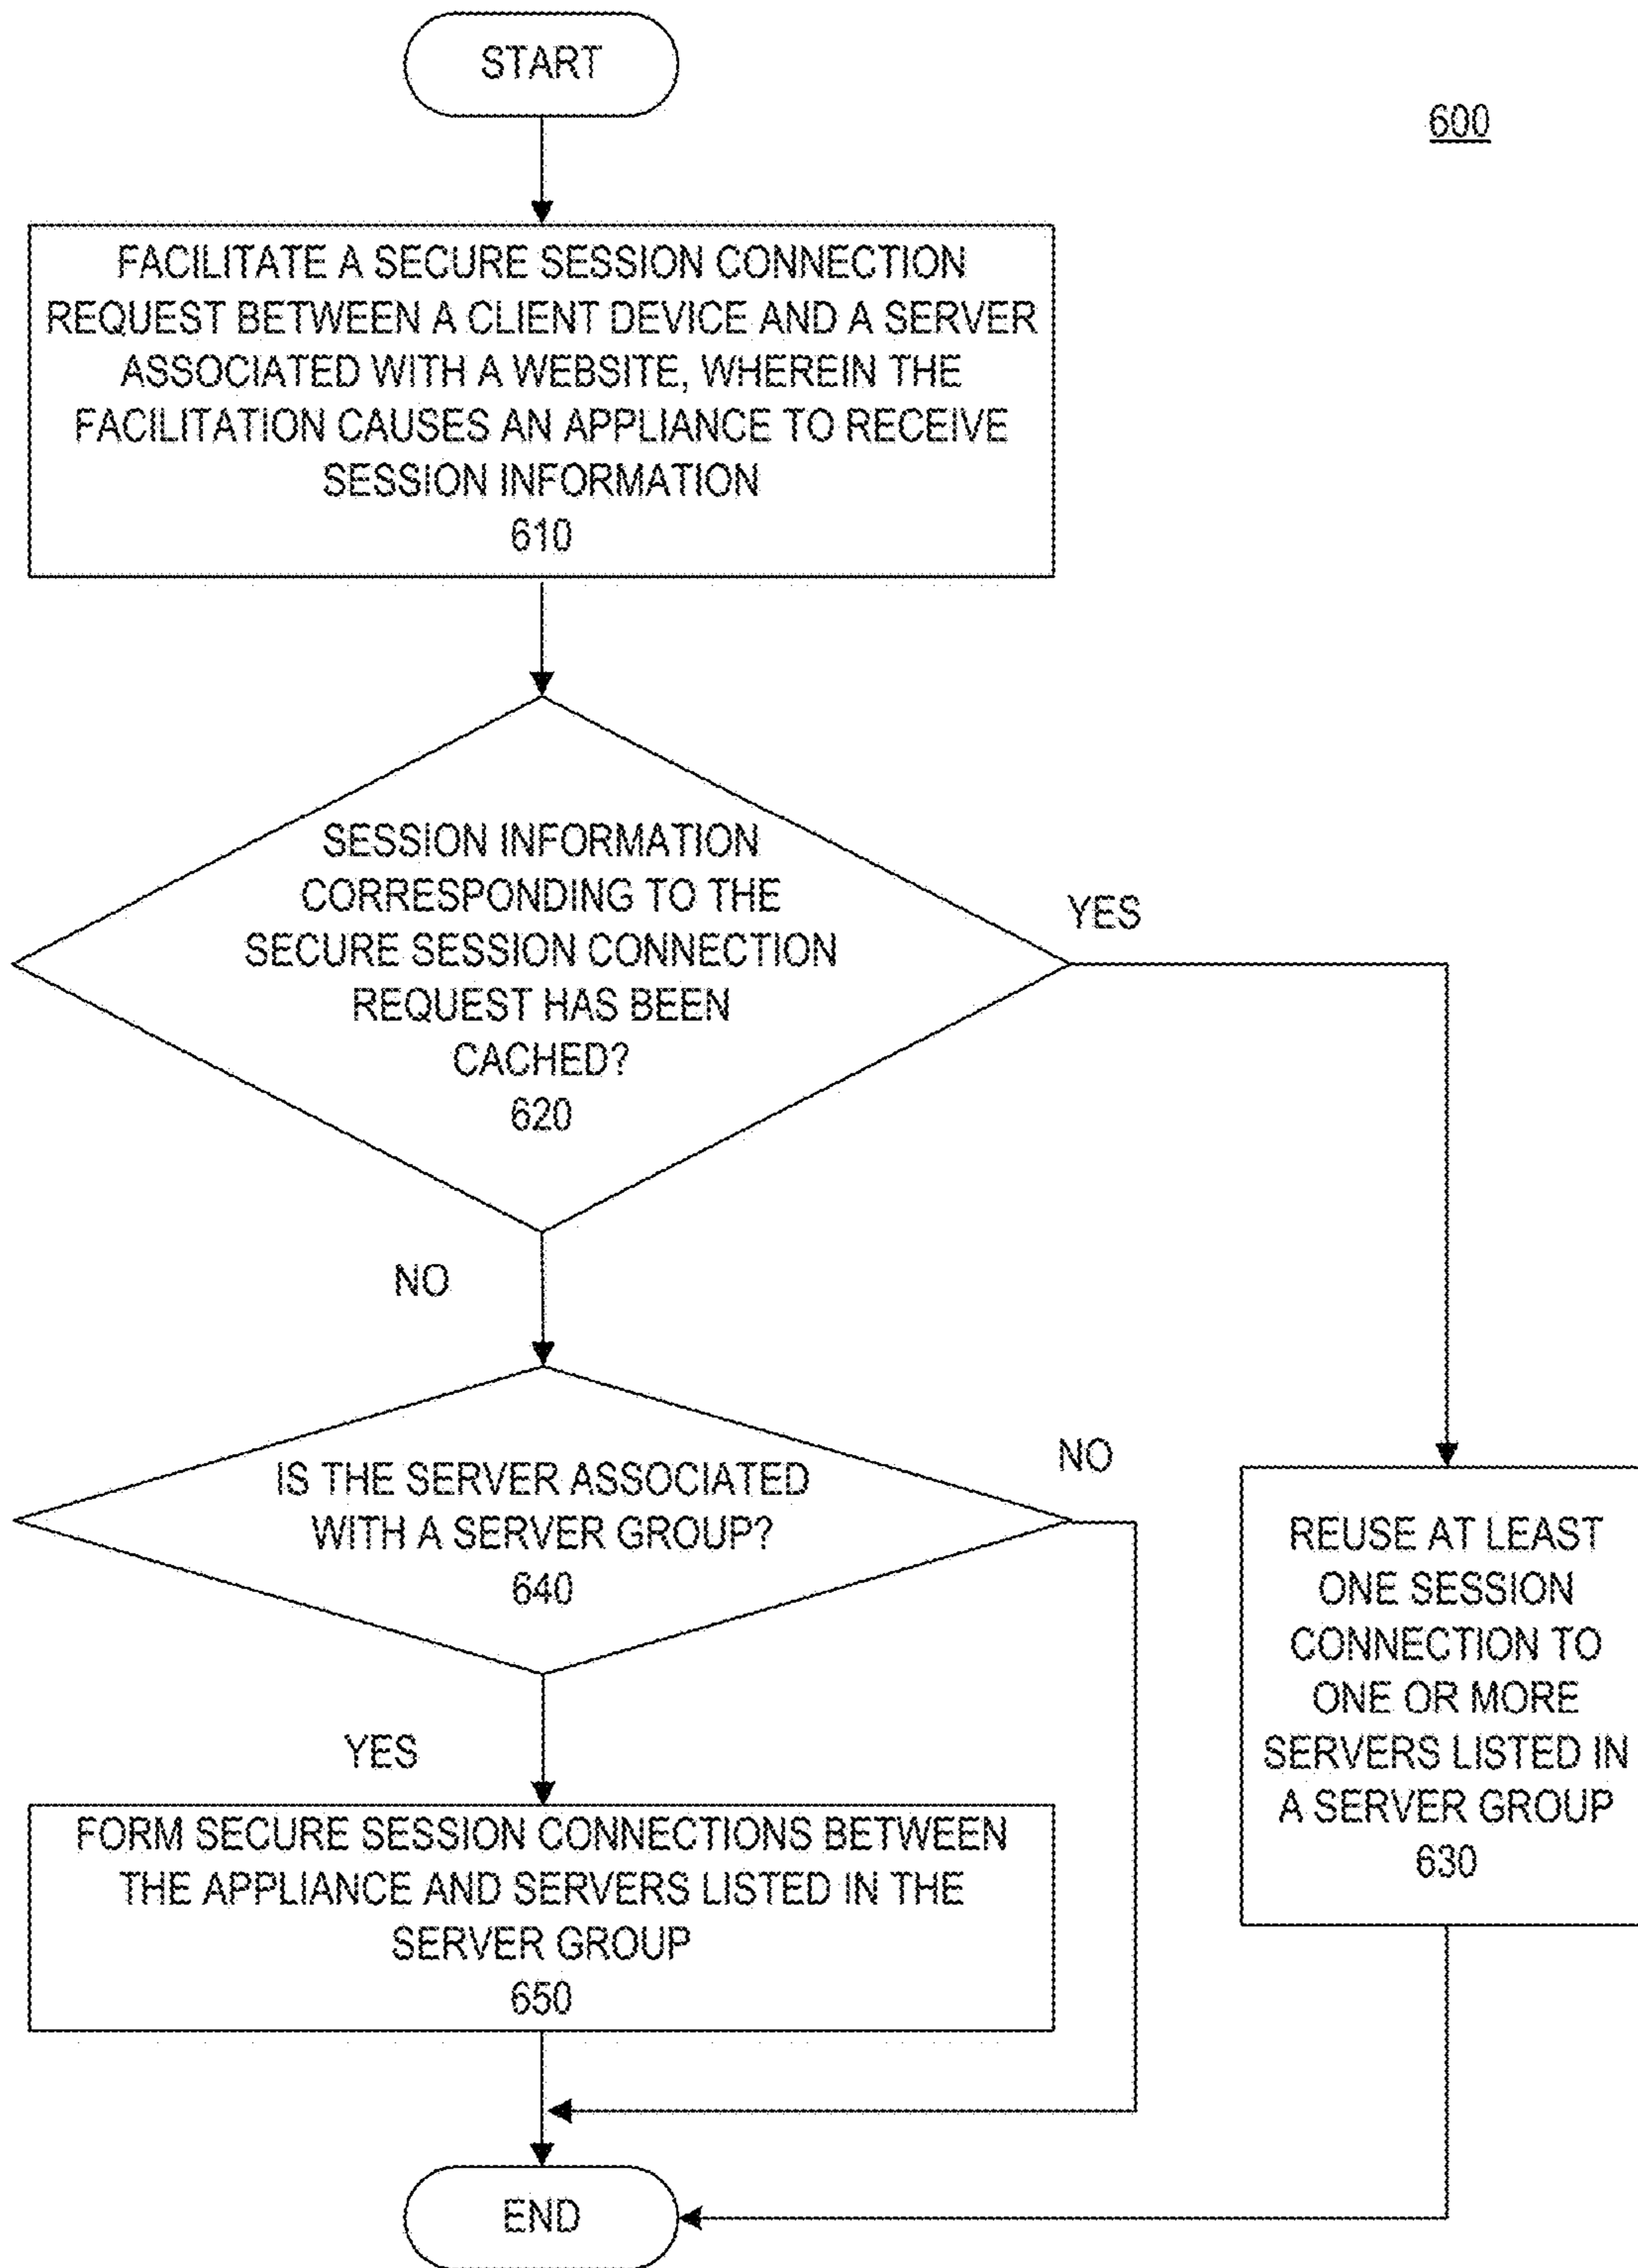 START
600
FACILITATE A SECURE SESSION CONNECTION
REQUEST BETWEEN A CLIENT DEVICE AND A SERVER
ASSOCIATED WITH A WEBSITE, WHEREIN THE
FACILITATION CAUSES AN APPLIANCE TO RECEIVE
SESSION INFORMATION
610
SESSION INFORMATION
CORRESPONDING TO THE
SECURE SESSION CONNECTION
REQUEST HAS BEEN
CACHED?
620
YES
NO
IS THE SERVER ASSOCIATED
WITH A SERVER GROUP?
640
NO
YES
REUSE AT LEAST
ONE SESSION
CONNECTION TO
ONE OR MORE
SERVERS LISTED IN
A SERVER GROUP
630
FORM SECURE SESSION CONNECTIONS BETWEEN
THE APPLIANCE AND SERVERS LISTED IN THE
SERVER GROUP
650
END